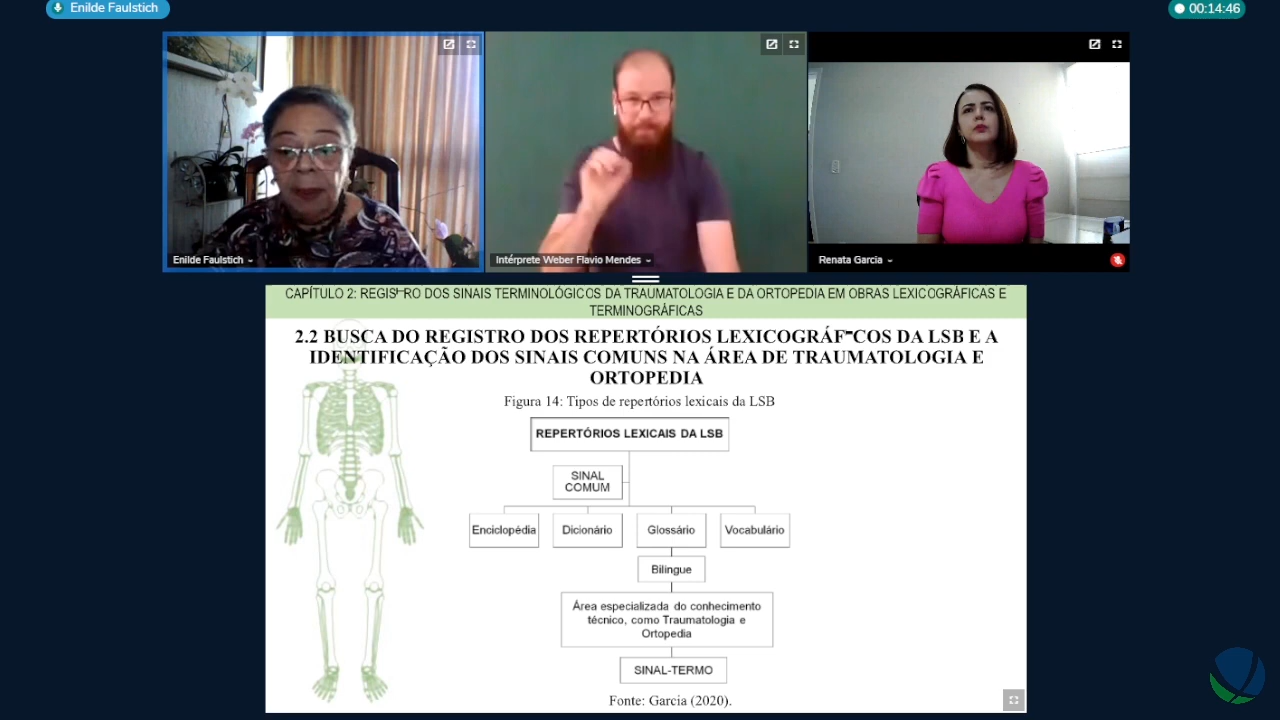 Enilde Faulstich
00:14:46
Enilde Faulstich
Intérprete Weber Flavio Mendes
Renata Garcia
CAPÍTULO 2: REGISTRO DOS SINAIS TERMINOLÓGICOS DA TRAUMATOLOGIA E DA ORTOPEDIA EM OBRAS LEXICOGRÁFICAS E
TERMINOGRÁFICAS
2.2 BUSCA DO REGISTRO DOS REPERTÓRIOS LEXICOGRÁFICOS DA LSB E A
IDENTIFICAÇÃO DOS SINAIS COMUNS NA ÁREA DE TRAUMATOLOGIA E
ORTOPEDIA
Figura 14: Tipos de repertórios lexicais da LSB
REPERTÓRIOS LEXICAIS DA LSB
SINAL
COMUM
Enciclopédia
Dicionário
Glossário
Vocabulário
Bilingue
Área especializada do conhecimento
técnico, como Traumatologia e
Ortopedia
SINAL-TERMO
Fonte: Garcia (2020).